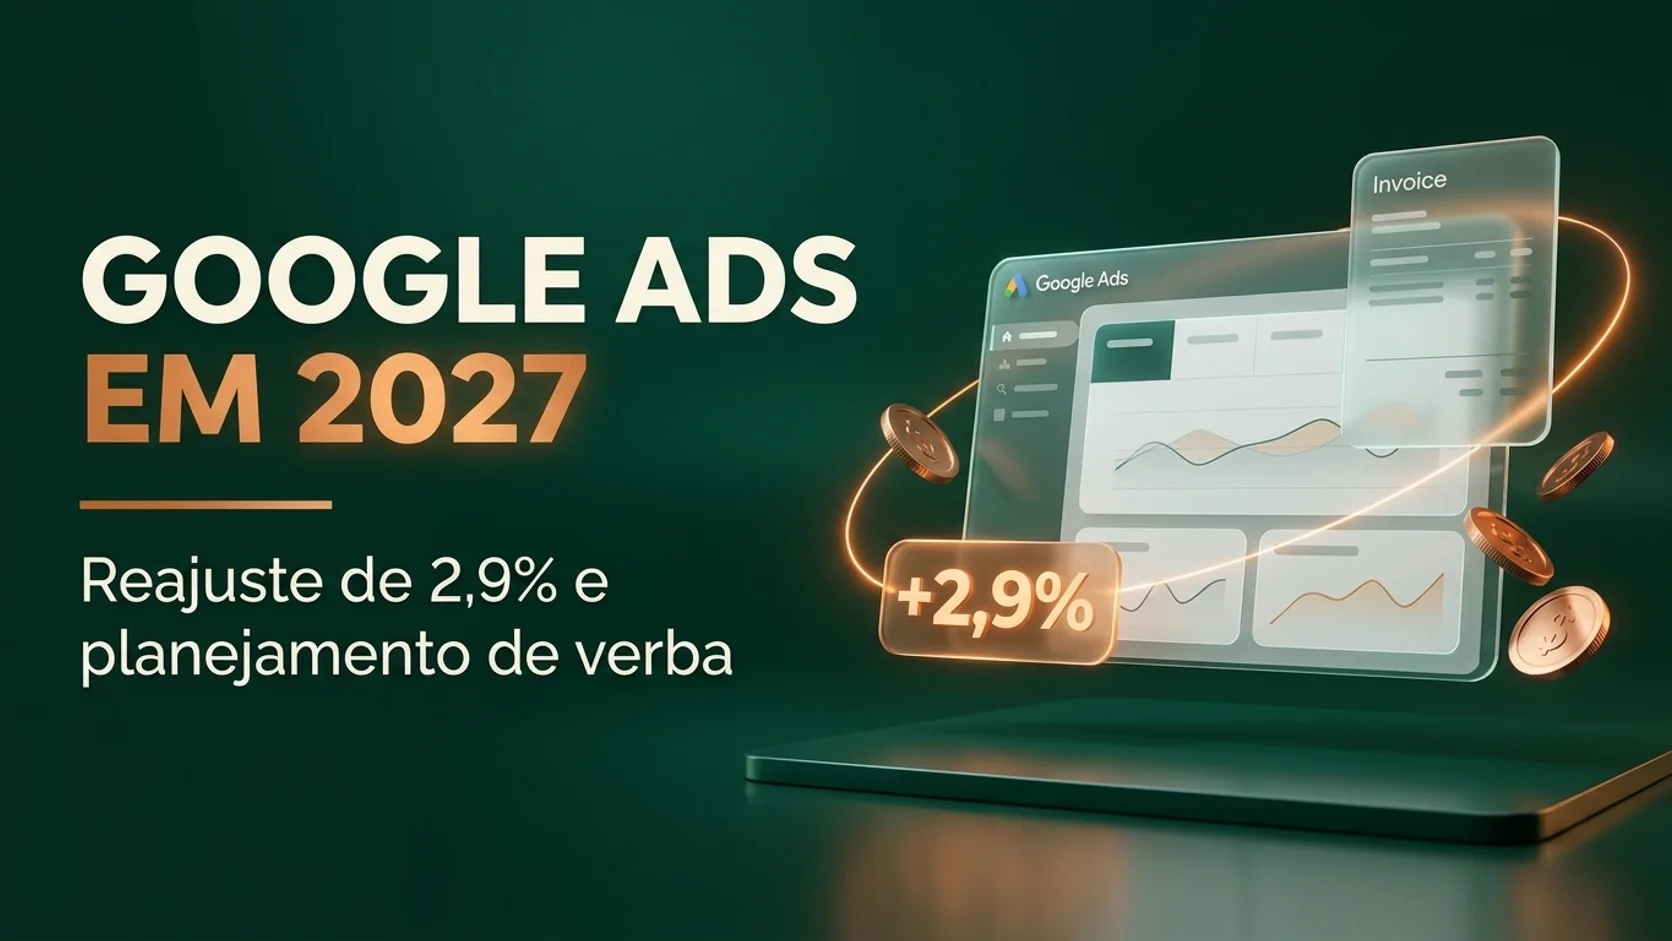 GOOGLE ADS
EM 2027
Reajuste de 2,9% e
planejamento de verba
Invoice
Google Ads
+2,9%